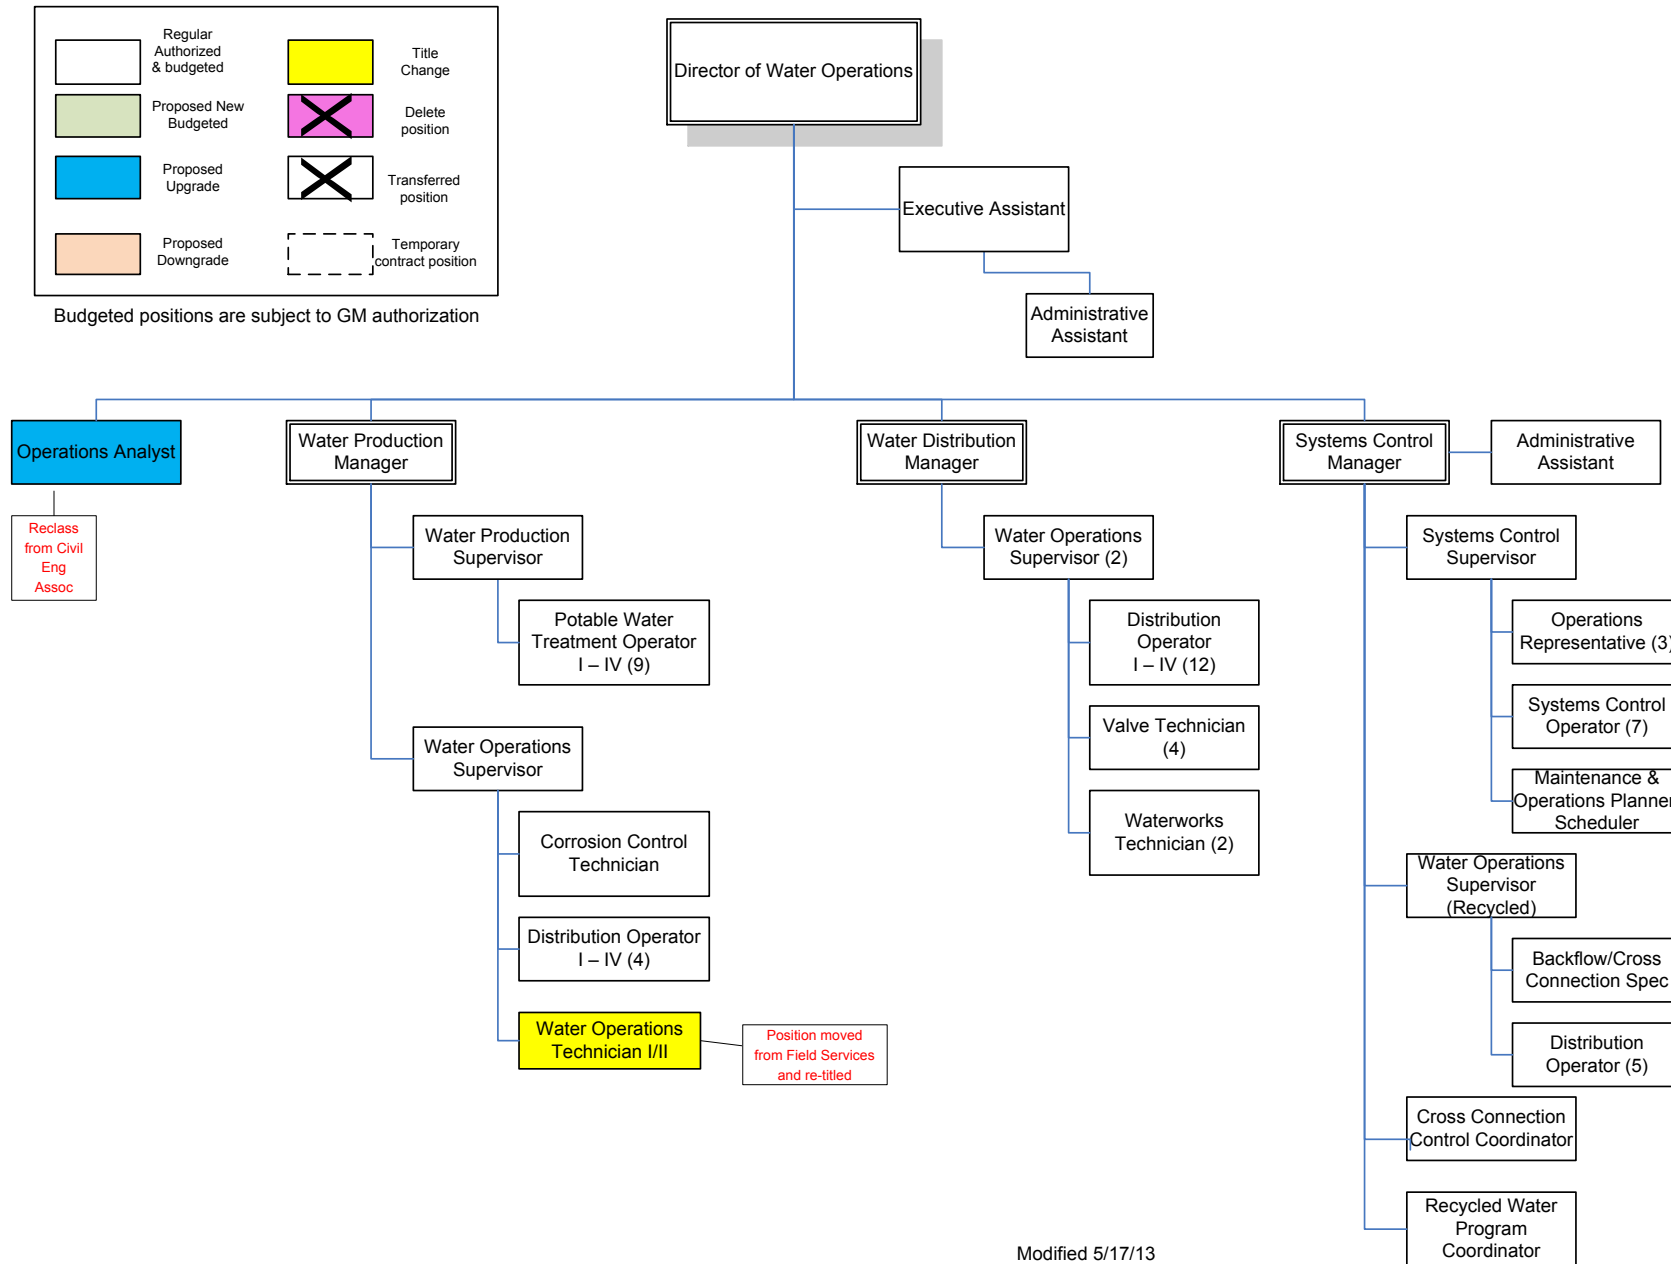 Regular
Authorized
& budgeted
Title
Change
Proposed New
Budgeted
Delete
position
Proposed
Upgrade
Transferred
position
Proposed
Downgrade
Temporary
contract position
Budgeted positions are subject to GM authorization
Director of Water Operations
Executive Assistant
Administrative
Assistant
Operations Analyst
Reclass
from Civil
Eng
Assoc
Water Production
Manager
Water Production
Supervisor
Potable Water
Treatment Operator
I – IV (9)
Water Operations
Supervisor
Corrosion Control
Technician
Distribution Operator
I – IV (4)
Water Operations
Technician I/II
Position moved
from Field Services
and re-titled
Water Distribution
Manager
Water Operations
Supervisor (2)
Distribution
Operator
I – IV (12)
Valve Technician
(4)
Waterworks
Technician (2)
Systems Control
Manager
Administrative
Assistant
Systems Control
Supervisor
Operations
Representative (3)
Systems Control
Operator (7)
Maintenance &
Operations Planner
Scheduler
Water Operations
Supervisor
(Recycled)
Backflow/Cross
Connection Spec
Distribution
Operator (5)
Cross Connection
Control Coordinator
Recycled Water
Program
Coordinator
Modified 5/17/13